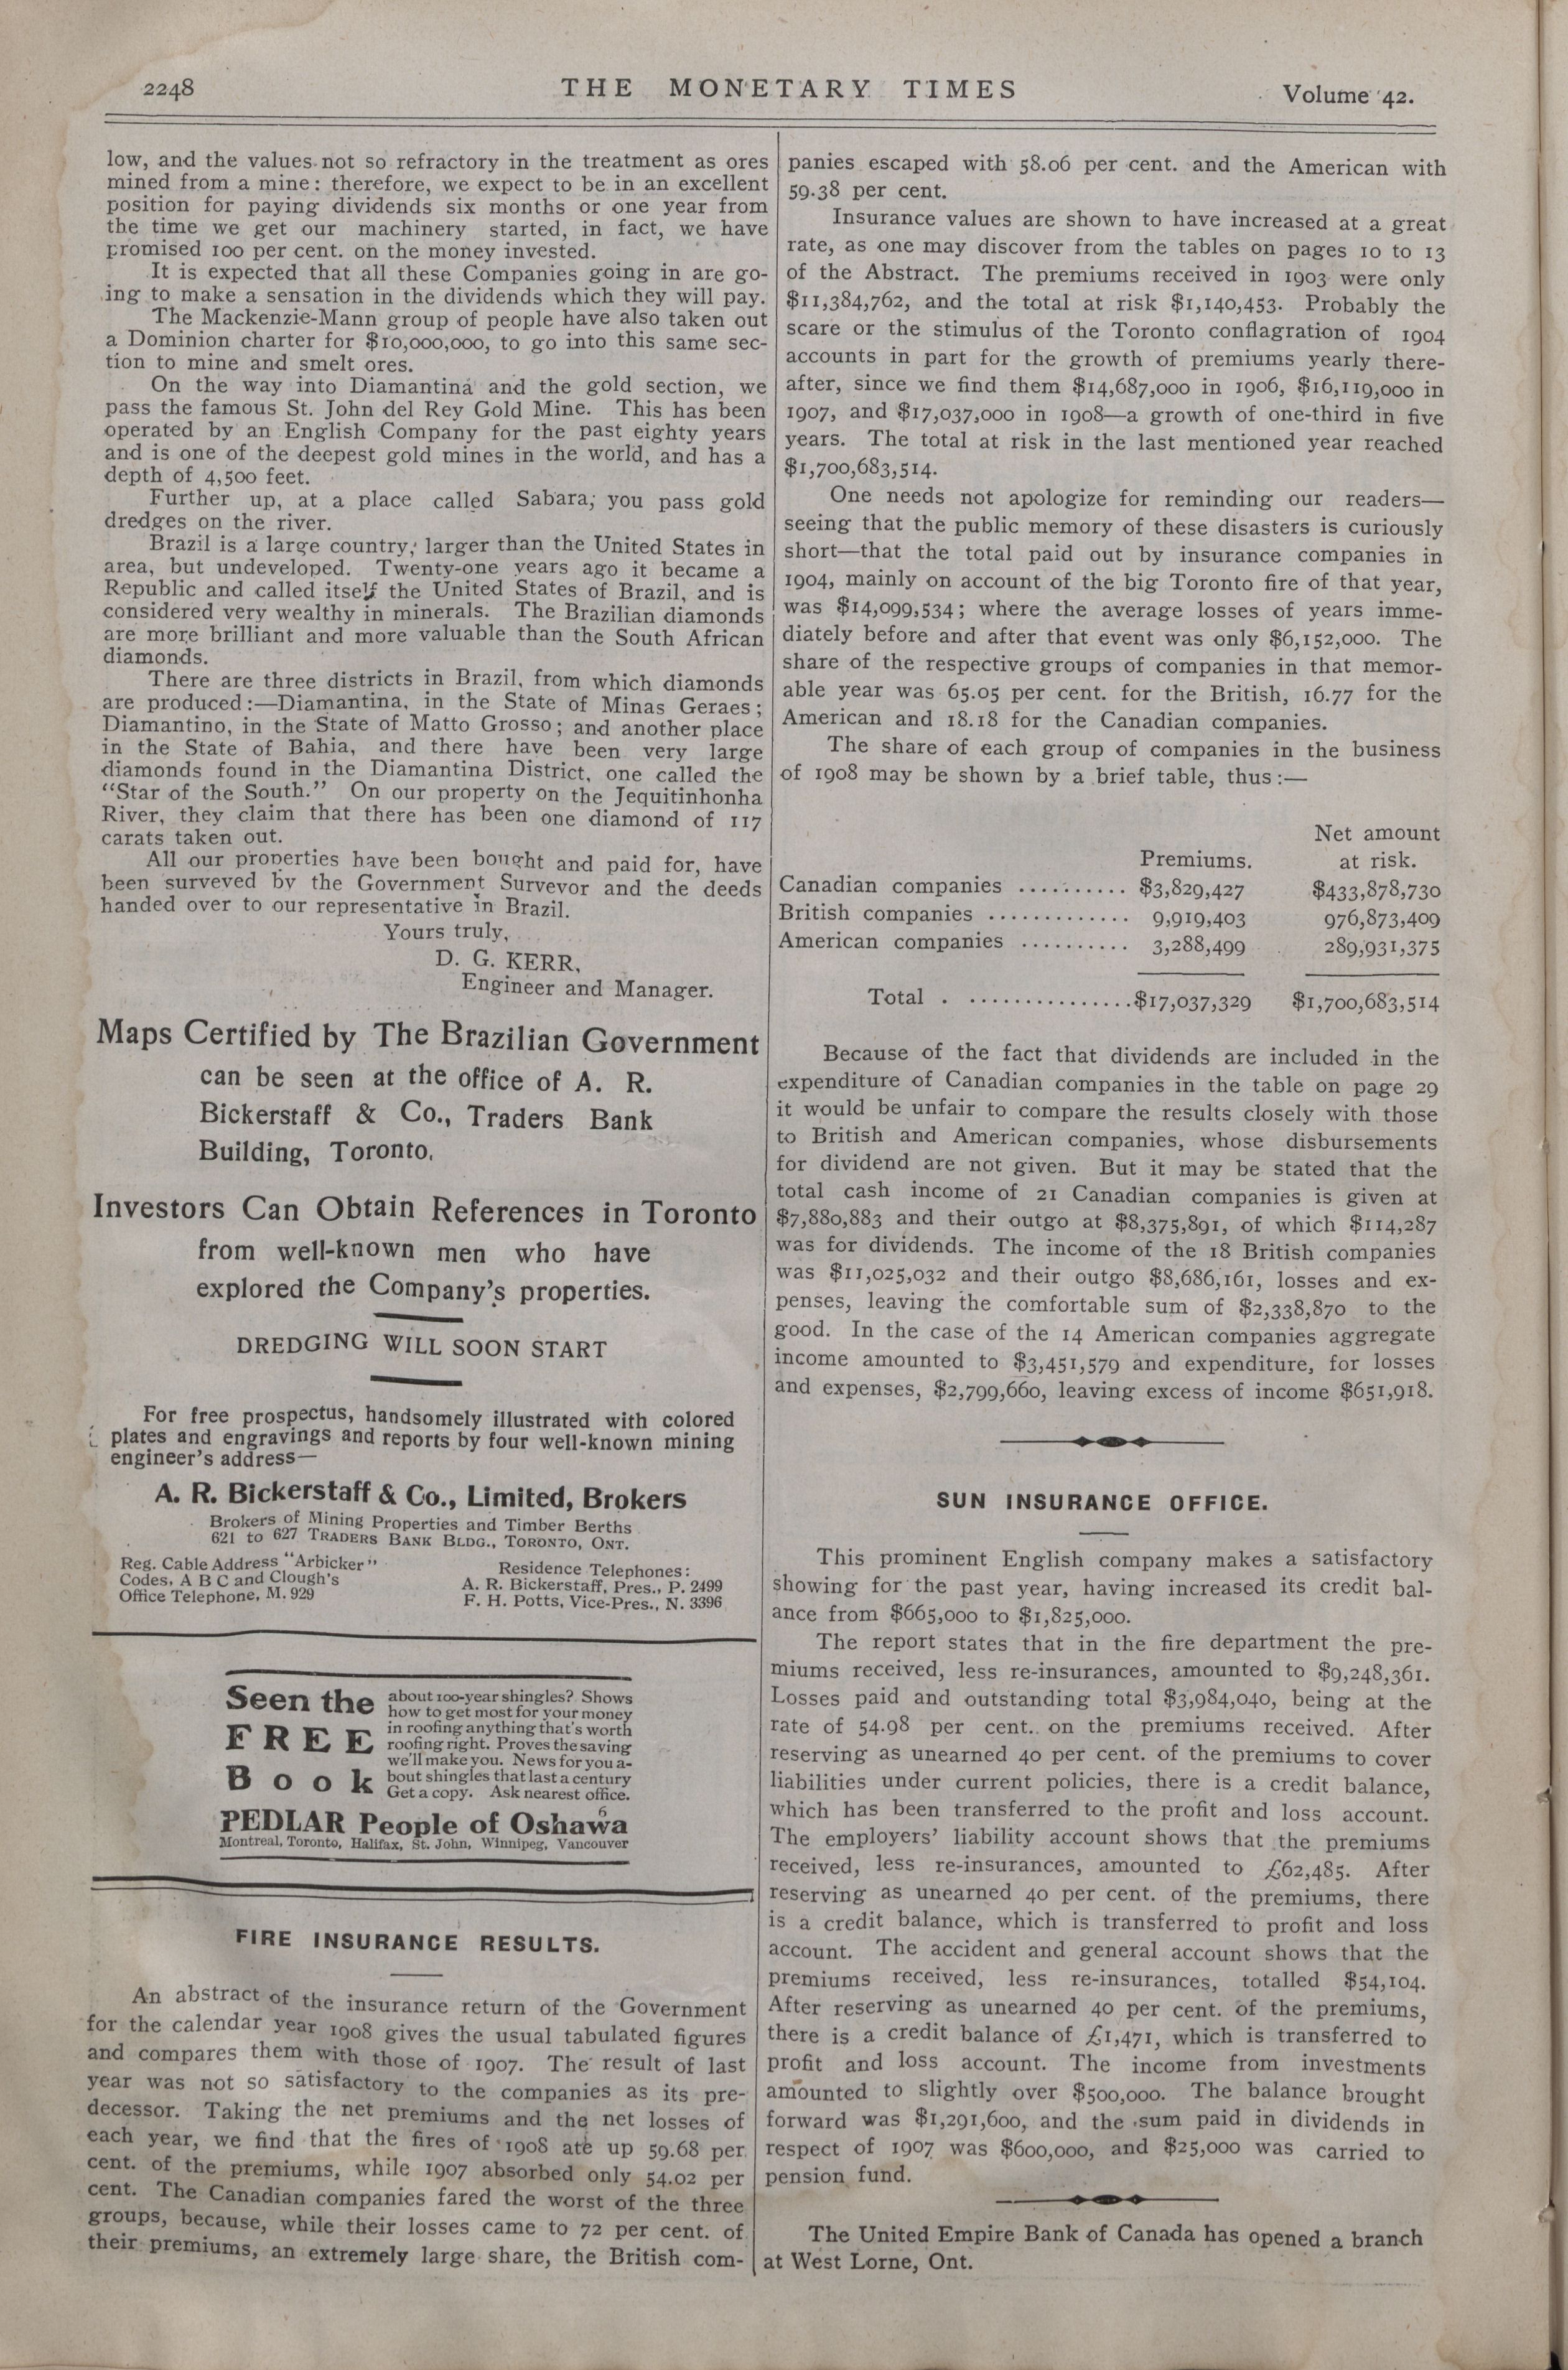 2248
THE MONETARY TIMES
Volume 42.
low, and the values not so refractory in the treatment as ores
mined from a mine: therefore, we expect to be in an excellent
position for paying dividends six months or one year from
the time we get our machinery started, in fact, we have
promised 100 per cent. on the money invested.
It is expected that all these Companies going in are go-
ing to make a sensation in the dividends which they will pay.
The Mackenzie-Mann group of people have also taken out
a Dominion charter for $10,000,000, to go into this same sec-
tion to mine and smelt ores.
On the way into Diamantina and the gold section, we
pass the famous St. John del Rey Gold Mine. This has been
operated by an English Company for the past eighty years
and is one of the deepest gold mines in the world, and has a
depth of 4,500 feet.
Further up, at a place called Sabara, you pass gold
dredges on the river.
Brazil is a large country, larger than the United States in
area, but undeveloped. Twenty-one years ago it became a
Republic and called itself the United States of Brazil, and is
considered very wealthy in minerals. The Brazilian diamonds
are more brilliant and more valuable than the South African
diamonds.
There are three districts in Brazil, from which diamonds
are produced:—Diamantina, in the State of Minas Geraes;
Diamantino, in the State of Matto Grosso; and another place
in the State of Bahia, and there have been very large
diamonds found in the Diamantina District, one called the
"Star of the South." On our property on the Jequitinhonha
River, they claim that there has been one diamond of 117
carats taken out.
All our properties have been bought and paid for, have
been surveyed by the Government Surveyor and the deeds
handed over to our representative in Brazil.
Yours truly,
D. G. KERR,
Engineer and Manager.
Maps Certified by The Brazilian Government
can be seen at the office of A. R.
Bickerstaff & Co., Traders Bank
Building, Toronto.
Investors Can Obtain References in Toronto
from well-known men who have
explored the Company's properties.
DREDGING WILL SOON START
For free prospectus, handsomely illustrated with colored
plates and engravings and reports by four well-known mining
engineer's address—
A. R. Bickerstaff & Co., Limited, Brokers
Brokers of Mining Properties and Timber Berths
621 to 627 TRADERS BANK BLDG., TORONTO, ONT.
Reg. Cable Address "Arbicker"
Codes, A B C and Clough's
Office Telephone, M. 929
Residence Telephones:
A. R. Bickerstaff, Pres., P. 2499
F. H. Potts, Vice-Pres., N. 3396
Seen the
FREE
Book
about 100-year shingles? Shows
how to get most for your money
in roofing anything that's worth
roofing right. Proves the saving
we'll make you. News for you a-
bout shingles that last a century
Get a copy. Ask nearest office.
6
PEDLAR People of Oshawa
Montreal, Toronto, Halifax, St. John, Winnipeg, Vancouver
FIRE INSURANCE RESULTS.
An abstract of the insurance return of the Government
for the calendar year 1908 gives the usual tabulated figures
and compares them with those of 1907. The result of last
year was not so satisfactory to the companies as its pre-
decessor. Taking the net premiums and the net losses of
each year, we find that the fires of 1908 ate up 59.68 per
cent. of the premiums, while 1907 absorbed only 54.02 per
cent. The Canadian companies fared the worst of the three
groups, because, while their losses came to 72 per cent. of
their premiums, an extremely large share, the British com-
panies escaped with 58.06 per cent. and the American with
59.38 per cent.
Insurance values are shown to have increased at a great
rate, as one may discover from the tables on pages 10 to 13
of the Abstract. The premiums received in 1903 were only
$11,384,762, and the total at risk $1,140,453. Probably the
scare or the stimulus of the Toronto conflagration of 1904
accounts in part for the growth of premiums yearly there-
after, since we find them $14,687,000 in 1906, $16,119,000 in
1907, and $17,037,000 in 1908—a growth of one-third in five
years. The total at risk in the last mentioned year reached
$1,700,683,514.
One needs not apologize for reminding our readers—
seeing that the public memory of these disasters is curiously
short—that the total paid out by insurance companies in
1904, mainly on account of the big Toronto fire of that year,
was $14,099,534; where the average losses of years imme-
diately before and after that event was only $6,152,000. The
share of the respective groups of companies in that memor-
able year was 65.05 per cent. for the British, 16.77 for the
American and 18.18 for the Canadian companies.
The share of each group of companies in the business
of 1908 may be shown by a brief table, thus:—
Net amount
Premiums. at risk.
Canadian companies .......... $3,829,427 $433,878,730
British companies ............. 9,919,403 976,873,409
American companies .......... 3,288,499 289,931,375
Total . ...............$17,037,329 $1,700,683,514
Because of the fact that dividends are included in the
expenditure of Canadian companies in the table on page 29
it would be unfair to compare the results closely with those
to British and American companies, whose disbursements
for dividend are not given. But it may be stated that the
total cash income of 21 Canadian companies is given at
$7,880,883 and their outgo at $8,375,891, of which $114,287
was for dividends. The income of the 18 British companies
was $11,025,032 and their outgo $8,686,161, losses and ex-
penses, leaving the comfortable sum of $2,338,870 to the
good. In the case of the 14 American companies aggregate
income amounted to $3,451,579 and expenditure, for losses
and expenses, $2,799,660, leaving excess of income $651,918.
SUN INSURANCE OFFICE.
This prominent English company makes a satisfactory
showing for the past year, having increased its credit bal-
ance from $665,000 to $1,825,000.
The report states that in the fire department the pre-
miums received, less re-insurances, amounted to $9,248,361.
Losses paid and outstanding total $3,984,040, being at the
rate of 54.98 per cent. on the premiums received. After
reserving as unearned 40 per cent. of the premiums to cover
liabilities under current policies, there is a credit balance,
which has been transferred to the profit and loss account.
The employers' liability account shows that the premiums
received, less re-insurances, amounted to £62,485. After
reserving as unearned 40 per cent. of the premiums, there
is a credit balance, which is transferred to profit and loss
account. The accident and general account shows that the
premiums received, less re-insurances, totalled $54,104.
After reserving as unearned 40 per cent. of the premiums,
there is a credit balance of £1,471, which is transferred to
profit and loss account. The income from investments
amounted to slightly over $500,000. The balance brought
forward was $1,291,600, and the sum paid in dividends in
respect of 1907 was $600,000, and $25,000 was carried to
pension fund.
The United Empire Bank of Canada has opened a branch
at West Lorne, Ont.